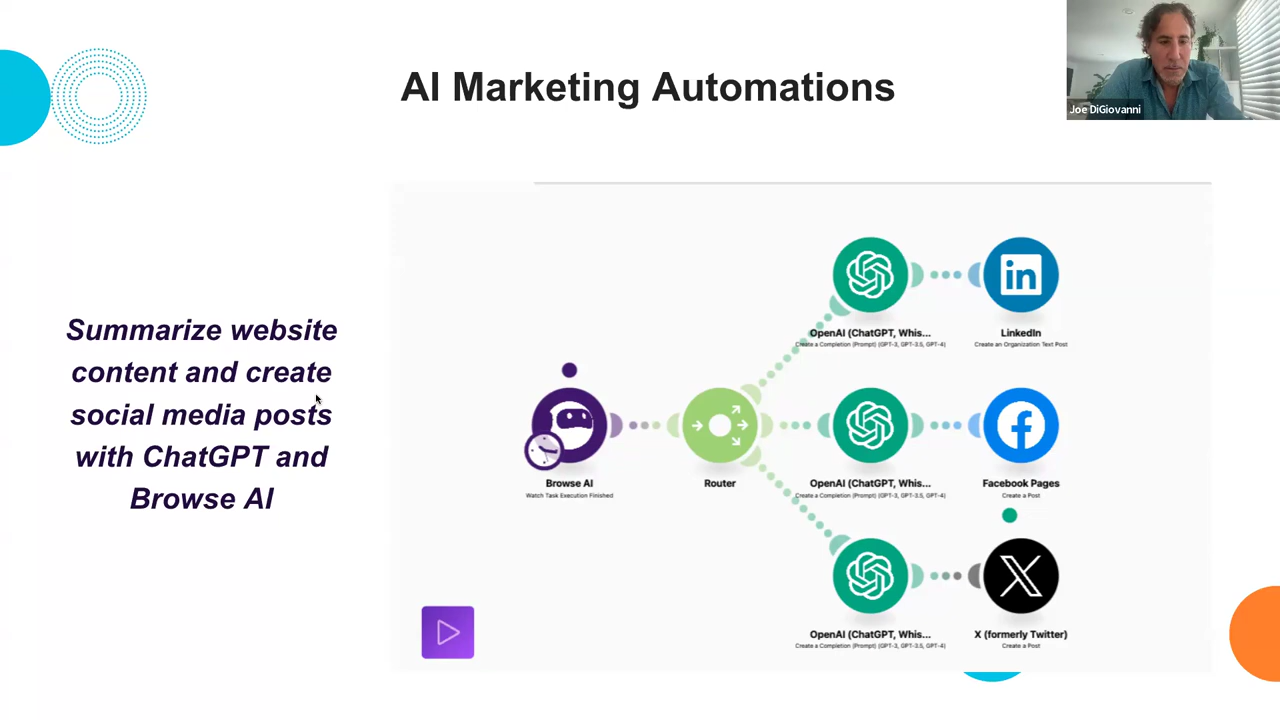 AI Marketing Automations
Joe DiGiovanni
Summarize website
content and create
social media posts
with ChatGPT and
Browse AI
OpenAI (ChatGPT, Whis...
Create a Completion (Prompt) (GPT-3, GPT-3.5, GPT-4)
LinkedIn
Create an Organization Text Post
Browse AI
Watch Task Execution Finished
Router
OpenAI (ChatGPT, Whis...
Create a Completion (Prompt) (GPT-3, GPT-3.5, GPT-4)
Facebook Pages
Create a Post
OpenAI (ChatGPT, Whis...
Create a Completion (Prompt) (GPT-3, GPT-3.5, GPT-4)
X (formerly Twitter)
Create a Post